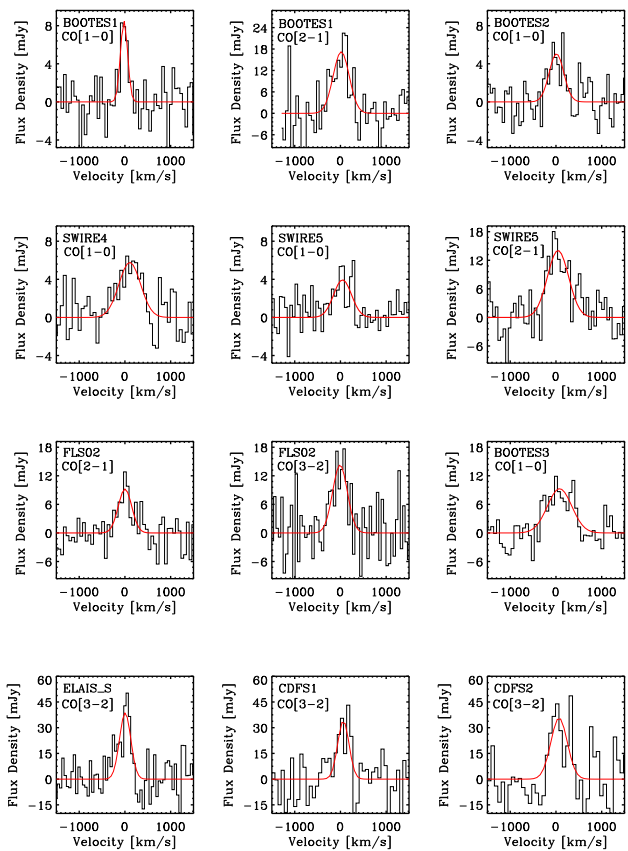 BOOTES1
CO[1-0]
8
4
0
-4
Flux Density [mJy]
-1000 0 1000
Velocity [km/s]
BOOTES1
CO[2-1]
24
18
12
6
0
-6
Flux Density [mJy]
-1000 0 1000
Velocity [km/s]
BOOTES2
CO[1-0]
8
4
0
-4
Flux Density [mJy]
-1000 0 1000
Velocity [km/s]
SWIRE4
CO[1-0]
8
4
0
-4
Flux Density [mJy]
-1000 0 1000
Velocity [km/s]
SWIRE5
CO[1-0]
8
4
0
-4
Flux Density [mJy]
-1000 0 1000
Velocity [km/s]
SWIRE5
CO[2-1]
18
12
6
0
-6
Flux Density [mJy]
-1000 0 1000
Velocity [km/s]
FLS02
CO[2-1]
18
12
6
0
-6
Flux Density [mJy]
-1000 0 1000
Velocity [km/s]
FLS02
CO[3-2]
18
12
6
0
-6
Flux Density [mJy]
-1000 0 1000
Velocity [km/s]
BOOTES3
CO[1-0]
18
12
6
0
-6
Flux Density [mJy]
-1000 0 1000
Velocity [km/s]
ELAIS_S
CO[3-2]
60
45
30
15
0
-15
Flux Density [mJy]
-1000 0 1000
Velocity [km/s]
CDFS1
CO[3-2]
60
45
30
15
0
-15
Flux Density [mJy]
-1000 0 1000
Velocity [km/s]
CDFS2
CO[3-2]
60
45
30
15
0
-15
Flux Density [mJy]
-1000 0 1000
Velocity [km/s]